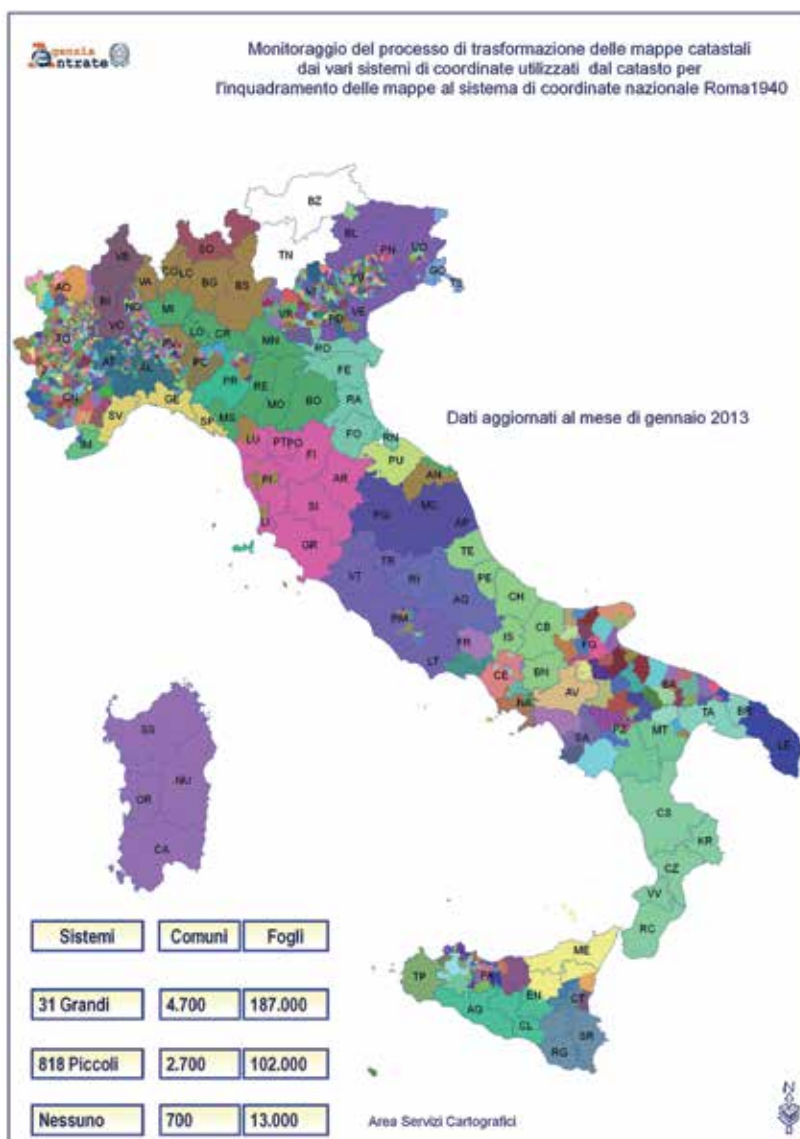 Agenzia
Entrate
Monitoraggio del processo di trasformazione delle mappe catastali
dai vari sistemi di coordinate utilizzati dal catasto per
l'inquadramento delle mappe al sistema di coordinate nazionale Roma1940
BZ
TN
BL
PN
UD
GO
TS
SO
VB
AO
VA
CO LC
BG
BS
BI
NO
MI
VR
VI
TV
PD
VE
TO
VC
LO
CR
MN
RO
AT
AL
PV
PC
PR
RE
MO
BO
FE
RA
CN
GE
SV
SP
MS
FO
RN
IM
LU
PT PO
FI
PU
Dati aggiornati al mese di gennaio 2013
PI
AR
AN
LI
SI
PG
MC
AP
GR
VT
TR
RI
TE
PE
AQ
CH
RM
FR
IS
CB
FG
LT
CE
BN
NA
AV
BA
SA
PZ
MT
TA
BR
LE
SS
NU
OR
CA
CS
KR
CZ
VV
RC
ME
TP
PA
EN
CT
AG
CL
SR
RG
Sistemi Comuni Fogli
31 Grandi 4.700 187.000
818 Piccoli 2.700 102.000
Nessuno 700 13.000
Area Servizi Cartografici
N